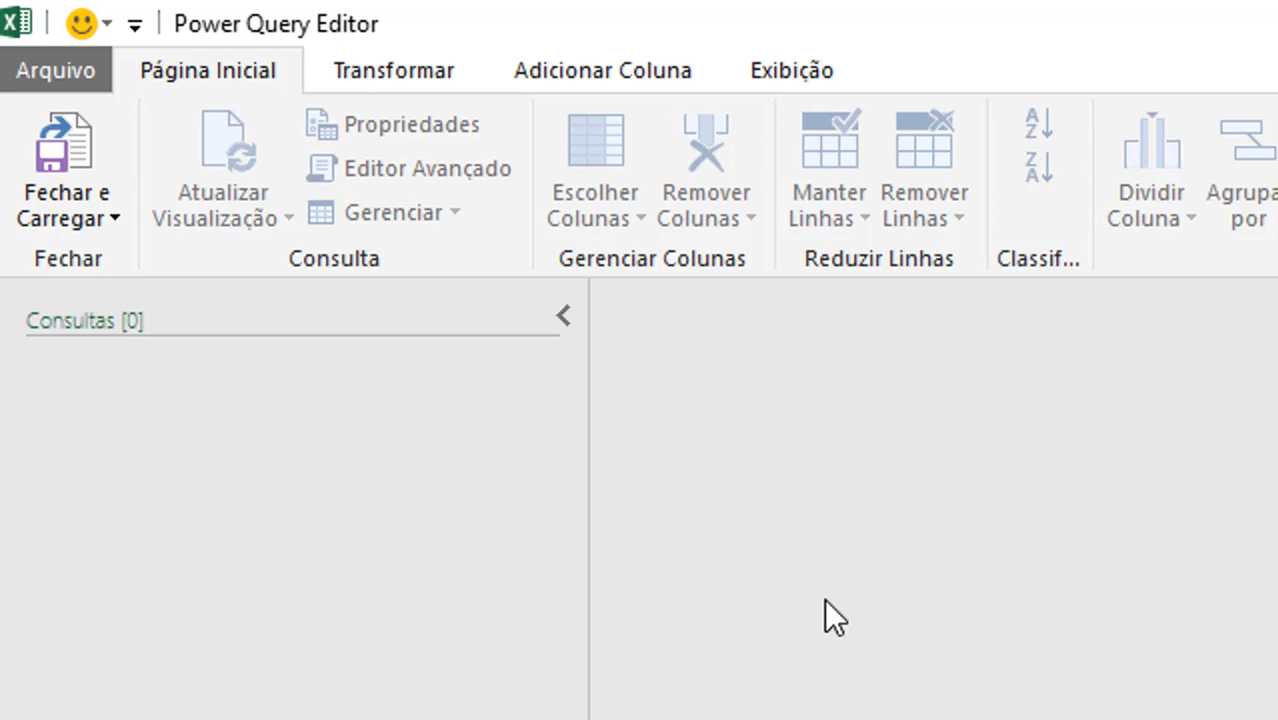 Power Query Editor
Arquivo
Página Inicial
Transformar
Adicionar Coluna
Exibição
Fechar e
Carregar
Fechar
Atualizar
Visualização
Propriedades
Editor Avançado
Gerenciar
Consulta
Escolher
Colunas
Remover
Colunas
Gerenciar Colunas
Manter
Linhas
Remover
Linhas
Reduzir Linhas
A
Z
Z
A
Classif...
Dividir
Coluna
Agrupa
por
Consultas [0]